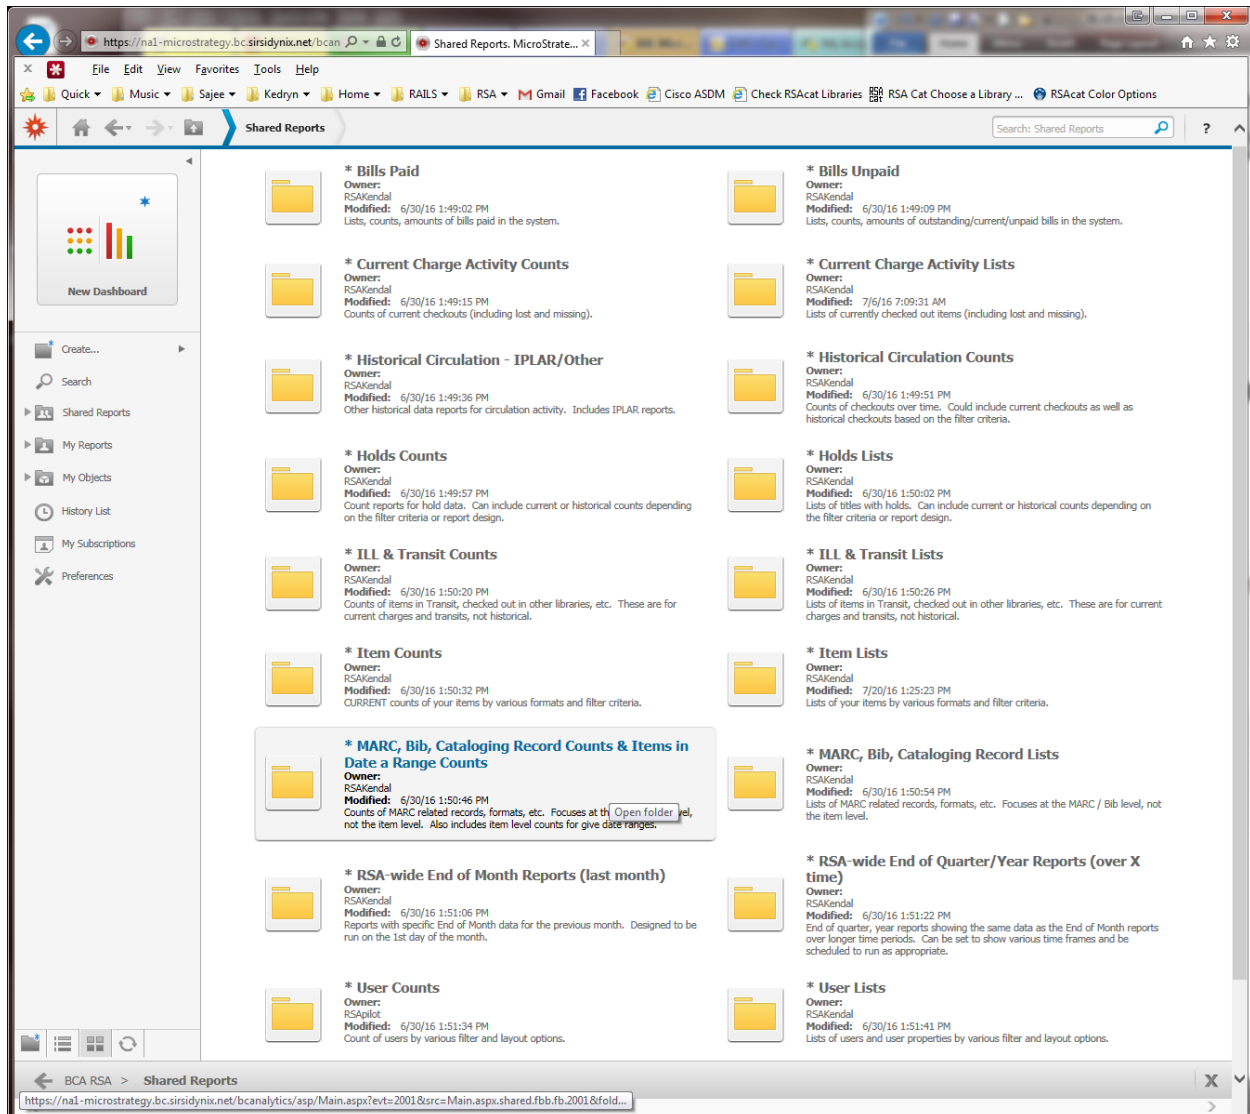 https://na1-microstrategy.bc.sirsidynix.net/bcan
Shared Reports. MicroStrate...
File Edit View Favorites Tools Help
Quick Music Sajee Kedryn Home RAILS RSA Gmail Facebook Cisco ASDM Check RSAcat Libraries RSA Cat Choose a Library ... RSAcat Color Options
Shared Reports
Search: Shared Reports
?
New Dashboard
Create...
Search
Shared Reports
My Reports
My Objects
History List
My Subscriptions
Preferences
* Bills Paid
Owner:
RSAKendal
Modified: 6/30/16 1:49:02 PM
Lists, counts, amounts of bills paid in the system.
* Bills Unpaid
Owner:
RSAKendal
Modified: 6/30/16 1:49:09 PM
Lists, counts, amounts of outstanding/current/unpaid bills in the system.
* Current Charge Activity Counts
Owner:
RSAKendal
Modified: 6/30/16 1:49:15 PM
Counts of current checkouts (including lost and missing).
* Current Charge Activity Lists
Owner:
RSAKendal
Modified: 7/6/16 7:09:31 AM
Lists of currently checked out items (including lost and missing).
* Historical Circulation - IPLAR/Other
Owner:
RSAKendal
Modified: 6/30/16 1:49:36 PM
Other historical data reports for circulation activity. Includes IPLAR reports.
* Historical Circulation Counts
Owner:
RSAKendal
Modified: 6/30/16 1:49:51 PM
Counts of checkouts over time. Could include current checkouts as well as
historical checkouts based on the filter criteria.
* Holds Counts
Owner:
RSAKendal
Modified: 6/30/16 1:49:57 PM
Count reports for hold data. Can include current or historical counts depending
on the filter criteria or report design.
* Holds Lists
Owner:
RSAKendal
Modified: 6/30/16 1:50:02 PM
Lists of titles with holds. Can include current or historical counts depending on
the filter criteria or report design.
* ILL & Transit Counts
Owner:
RSAKendal
Modified: 6/30/16 1:50:20 PM
Counts of items in Transit, checked out in other libraries, etc. These are for
current charges and transits, not historical.
* ILL & Transit Lists
Owner:
RSAKendal
Modified: 6/30/16 1:50:26 PM
Lists of items in Transit, checked out in other libraries, etc. These are for current
charges and transits, not historical.
* Item Counts
Owner:
RSAKendal
Modified: 6/30/16 1:50:32 PM
CURRENT counts of your items by various formats and filter criteria.
* Item Lists
Owner:
RSAKendal
Modified: 7/20/16 1:25:23 PM
Lists of your items by various formats and filter criteria.
* MARC, Bib, Cataloging Record Counts & Items in
Date a Range Counts
Owner:
RSAKendal
Modified: 6/30/16 1:50:46 PM
Counts of MARC related records, formats, etc. Focuses at th Open folder vel,
not the item level. Also includes item level counts for give date ranges.
* MARC, Bib, Cataloging Record Lists
Owner:
RSAKendal
Modified: 6/30/16 1:50:54 PM
Lists of MARC related records, formats, etc. Focuses at the MARC / Bib level, not
the item level.
* RSA-wide End of Month Reports (last month)
Owner:
RSAKendal
Modified: 6/30/16 1:51:06 PM
Reports with specific End of Month data for the previous month. Designed to be
run on the 1st day of the month.
* RSA-wide End of Quarter/Year Reports (over X
time)
Owner:
RSAKendal
Modified: 6/30/16 1:51:22 PM
End of quarter, year reports showing the same data as the End of Month reports
over longer time periods. Can be set to show various time frames and be
scheduled to run as appropriate.
* User Counts
Owner:
RSApilot
Modified: 6/30/16 1:51:34 PM
Count of users by various filter and layout options.
* User Lists
Owner:
RSAKendal
Modified: 6/30/16 1:51:41 PM
Lists of users and user properties by various filter and layout options.
BCA RSA > Shared Reports
https://na1-microstrategy.bc.sirsidynix.net/bcanalytics/asp/Main.aspx?evt=2001&src=Main.aspx.shared.fbb.fb.2001&fold...